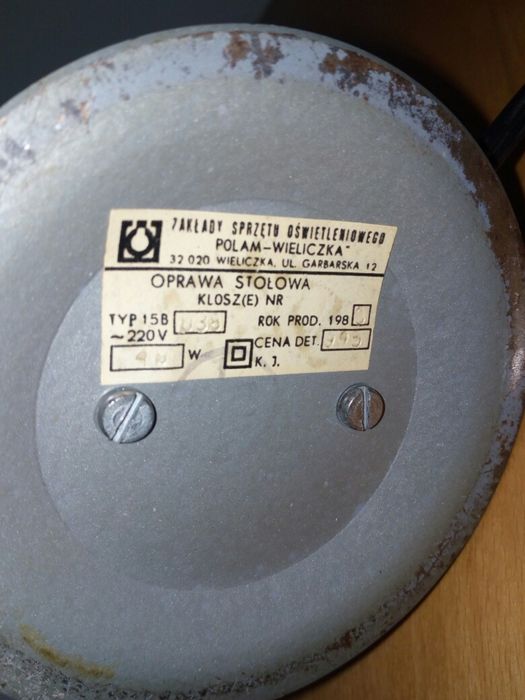 ZAKŁADY SPRZĘTU OŚWIETLENIOWEGO
POLAM-WIELICZKA"
32 020 WIELICZKA, UL. GARBARSKA 12
OPRAWA STOŁOWA
KLOSZ(E) NR
TYP 15B ROK PROD. 198
~220V CENA DET.
W K. J.